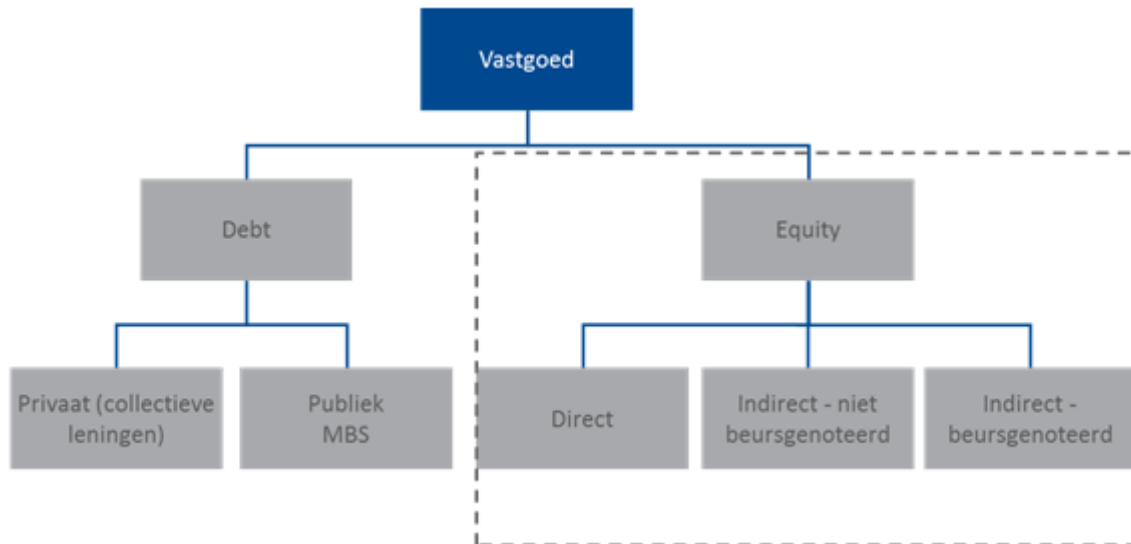 Vastgoed
Debt
Equity
Privaat (collectieve
leningen)
Publiek
MBS
Direct
Indirect - niet
beursgenoteerd
Indirect -
beursgenoteerd